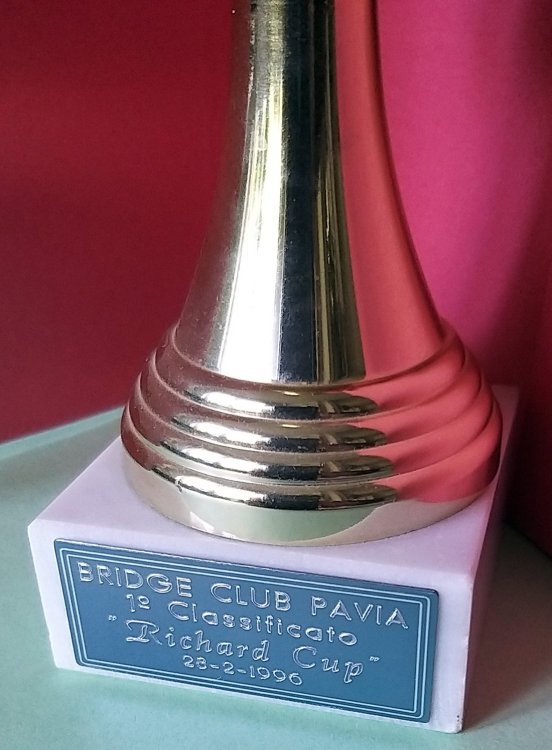 BRIDGE CLUB PAVIA
1º Classificato
"Richard Cup"
28-2-1996